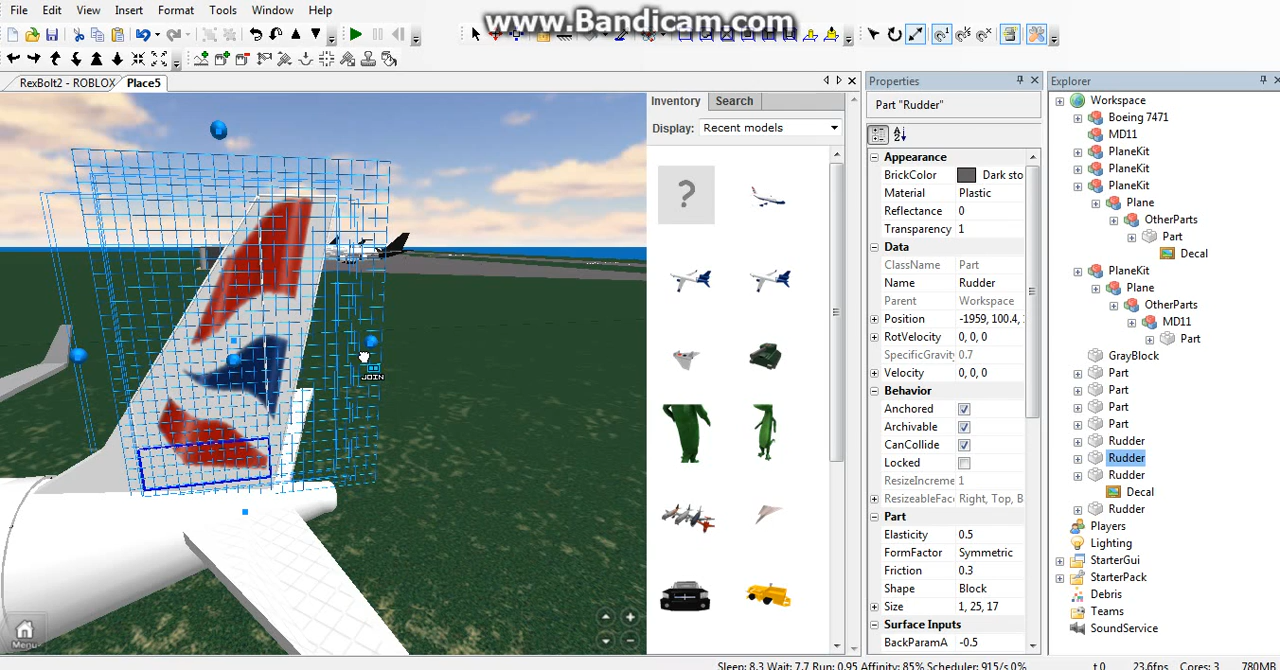 File Edit View Insert Format Tools Window Help
www.Bandicam.com
RexBolt2 - ROBLOX Place5
Inventory Search
Display: Recent models
?
JOIN
Menu
Properties
Part "Rudder"
Appearance
BrickColor Dark sto
Material Plastic
Reflectance 0
Transparency 1
Data
ClassName Part
Name Rudder
Parent Workspace
Position -1959, 100.4,
RotVelocity 0, 0, 0
SpecificGravity 0.7
Velocity 0, 0, 0
Behavior
Anchored
Archivable
CanCollide
Locked
ResizeIncreme 1
ResizeableFace Right, Top, B
Part
Elasticity 0.5
FormFactor Symmetric
Friction 0.3
Shape Block
Size 1, 25, 17
Surface Inputs
BackParamA -0.5
Explorer
Workspace
Boeing 7471
MD11
PlaneKit
PlaneKit
PlaneKit
Plane
OtherParts
Part
Decal
PlaneKit
Plane
OtherParts
MD11
Part
GrayBlock
Part
Part
Part
Part
Rudder
Rudder
Rudder
Decal
Rudder
Players
Lighting
StarterGui
StarterPack
Debris
Teams
SoundService
Sleep: 8.3 Wait: 7.7 Run: 0.95 Affinity: 85% Scheduler: 915/s 0% t 0 23.6fps Cores: 3 780MB